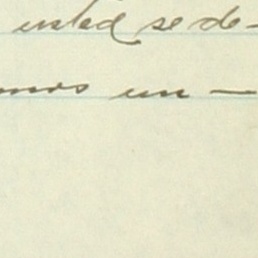 usted se de-
mos un —